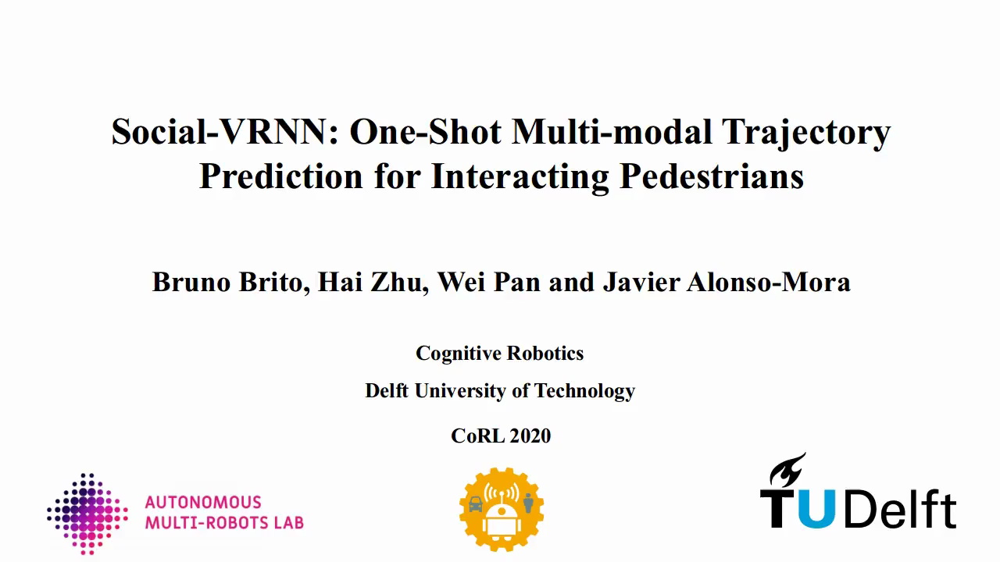 Social-VRNN: One-Shot Multi-modal Trajectory
Prediction for Interacting Pedestrians
Bruno Brito, Hai Zhu, Wei Pan and Javier Alonso-Mora
Cognitive Robotics
Delft University of Technology
CoRL 2020
AUTONOMOUS
MULTI-ROBOTS LAB
TUDelft